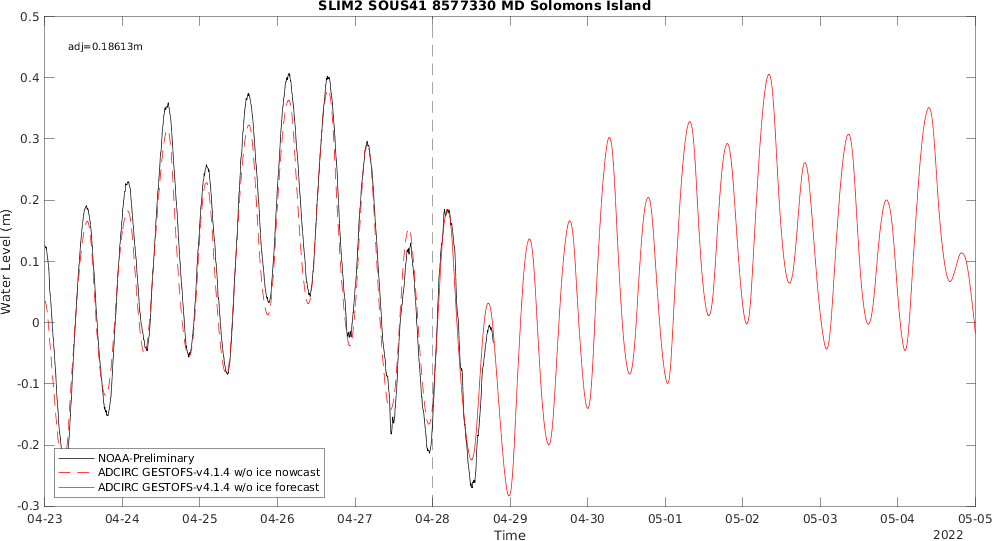 SLIM2 SOUS41 8577330 MD Solomons Island
adj=0.18613m
Water Level (m)
0.5
0.4
0.3
0.2
0.1
0
-0.1
-0.2
-0.3
NOAA-Preliminary
ADCIRC GESTOFS-v4.1.4 w/o ice nowcast
ADCIRC GESTOFS-v4.1.4 w/o ice forecast
04-23 04-24 04-25 04-26 04-27 04-28 04-29 04-30 05-01 05-02 05-03 05-04 05-05
Time
2022